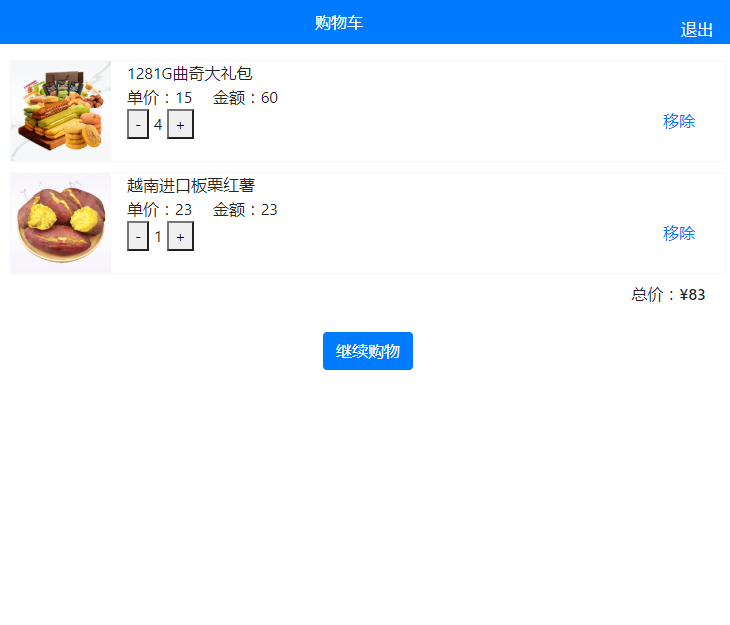 购物车
退出
1281G曲奇大礼包
单价：15 金额：60
- 4 +
移除
越南进口板栗红薯
单价：23 金额：23
- 1 +
移除
总价：¥83
继续购物